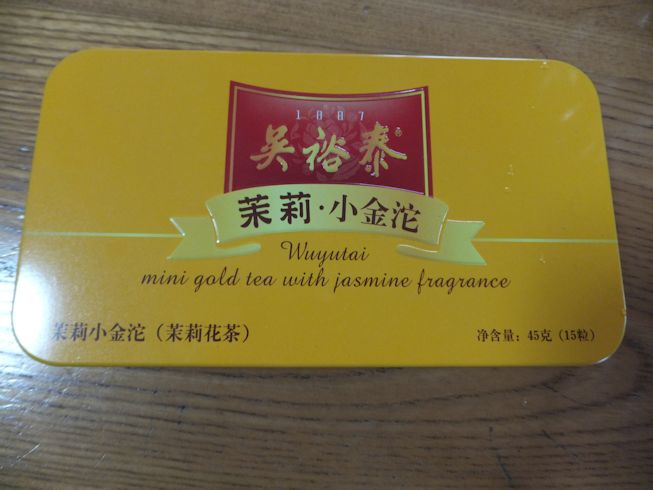 1887
吴裕泰
茉莉·小金沱
Wuyutai
mini gold tea with jasmine fragrance
茉莉小金沱（茉莉花茶）
净含量：45克（15粒）